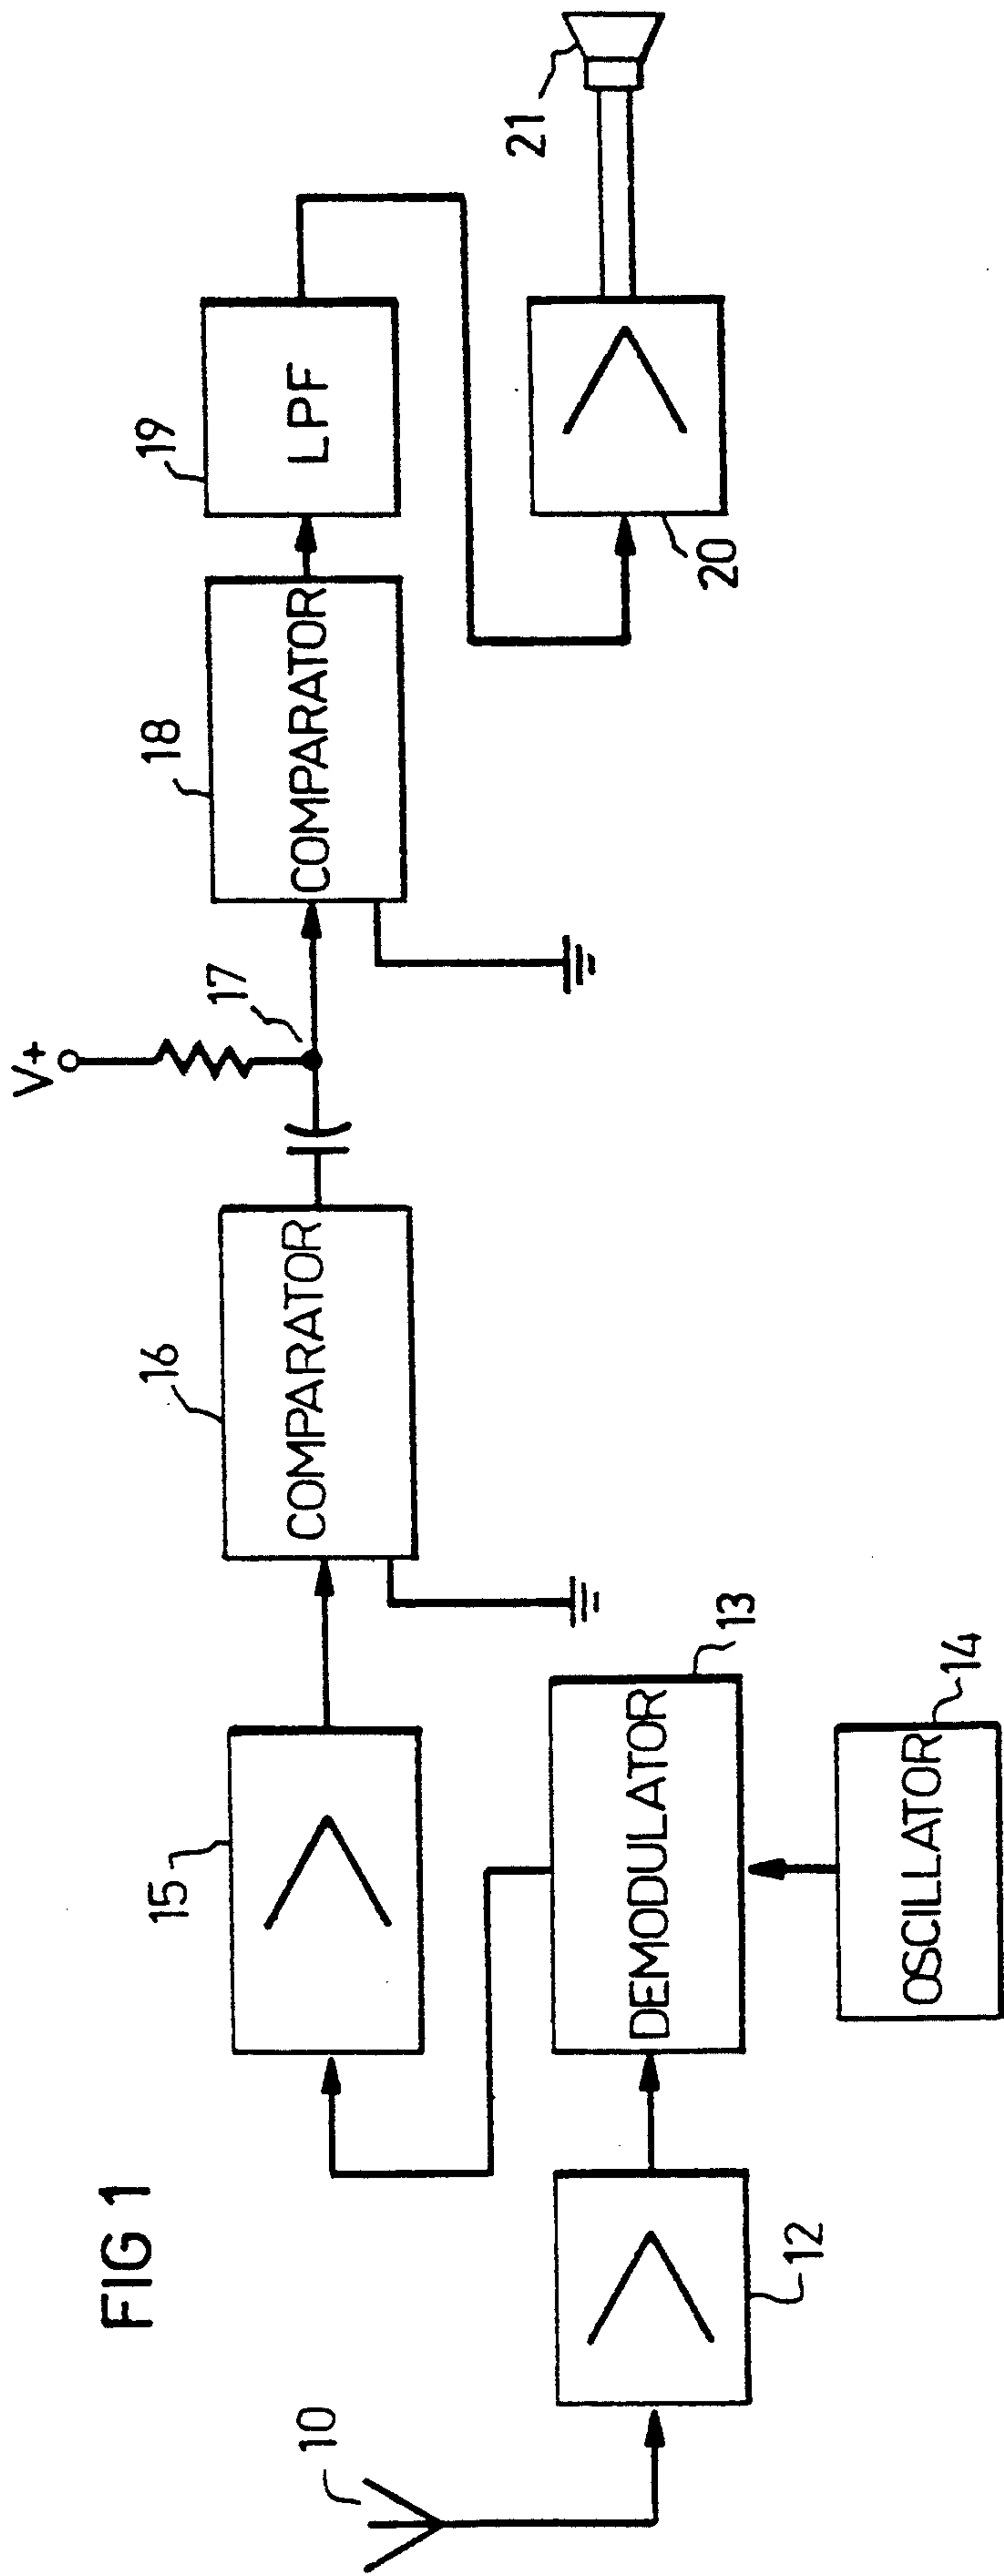 FIG 1
10
12
DEMODULATOR
13
OSCILLATOR
14
15
COMPARATOR
16
V+
17
COMPARATOR
18
LPF
19
20
21